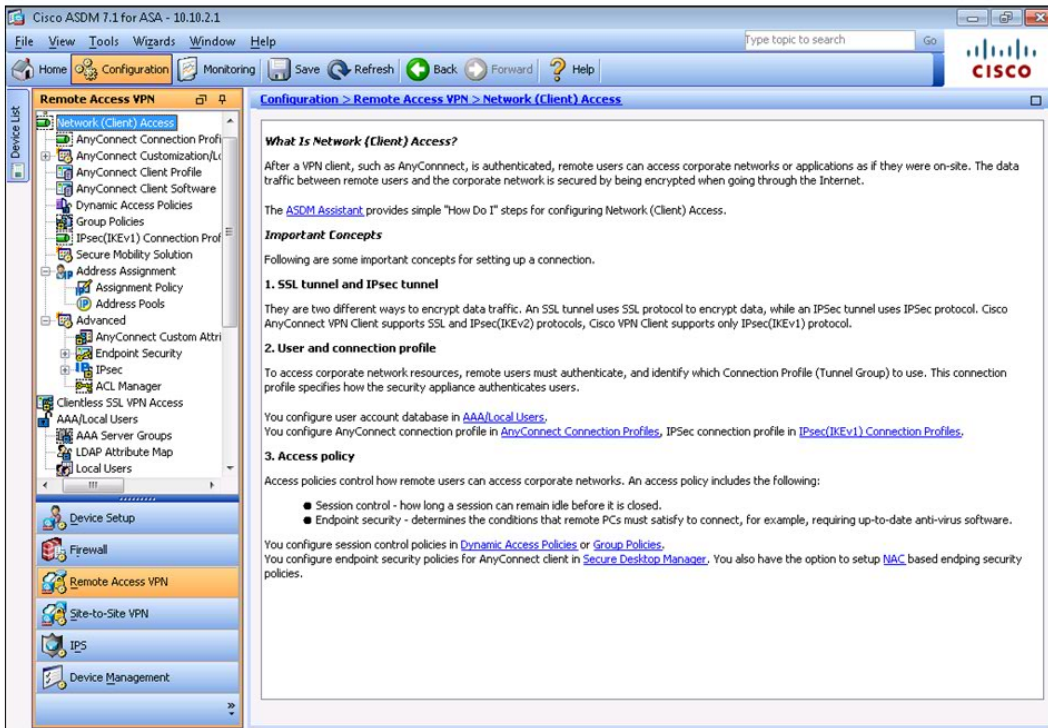 Cisco ASDM 7.1 for ASA - 10.10.2.1
File View Tools Wizards Window Help
Type topic to search Go
Home Configuration Monitoring Save Refresh Back Forward Help
CISCO
Device List
Remote Access VPN
Network (Client) Access
AnyConnect Connection Profi
AnyConnect Customization/Lo
AnyConnect Client Profile
AnyConnect Client Software
Dynamic Access Policies
Group Policies
IPsec(IKEv1) Connection Prof
Secure Mobility Solution
Address Assignment
Assignment Policy
Address Pools
Advanced
AnyConnect Custom Attri
Endpoint Security
IPsec
ACL Manager
Clientless SSL VPN Access
AAA/Local Users
AAA Server Groups
LDAP Attribute Map
Local Users
Device Setup
Firewall
Remote Access VPN
Site-to-Site VPN
IPS
Device Management
Configuration > Remote Access VPN > Network (Client) Access
What Is Network (Client) Access?
After a VPN client, such as AnyConnnect, is authenticated, remote users can access corporate networks or applications as if they were on-site. The data
traffic between remote users and the corporate network is secured by being encrypted when going through the Internet.
The ASDM Assistant provides simple "How Do I" steps for configuring Network (Client) Access.
Important Concepts
Following are some important concepts for setting up a connection.
1. SSL tunnel and IPsec tunnel
They are two different ways to encrypt data traffic. An SSL tunnel uses SSL protocol to encrypt data, while an IPSec tunnel uses IPSec protocol. Cisco
AnyConnect VPN Client supports SSL and IPsec(IKEv2) protocols, Cisco VPN Client supports only IPsec(IKEv1) protocol.
2. User and connection profile
To access corporate network resources, remote users must authenticate, and identify which Connection Profile (Tunnel Group) to use. This connection
profile specifies how the security appliance authenticates users.
You configure user account database in AAA/Local Users.
You configure AnyConnect connection profile in AnyConnect Connection Profiles, IPSec connection profile in IPsec(IKEv1) Connection Profiles.
3. Access policy
Access policies control how remote users can access corporate networks. An access policy includes the following:
● Session control - how long a session can remain idle before it is closed.
● Endpoint security - determines the conditions that remote PCs must satisfy to connect, for example, requiring up-to-date anti-virus software.
You configure session control policies in Dynamic Access Policies or Group Policies.
You configure endpoint security policies for AnyConnect client in Secure Desktop Manager. You also have the option to setup NAC based endping security
policies.